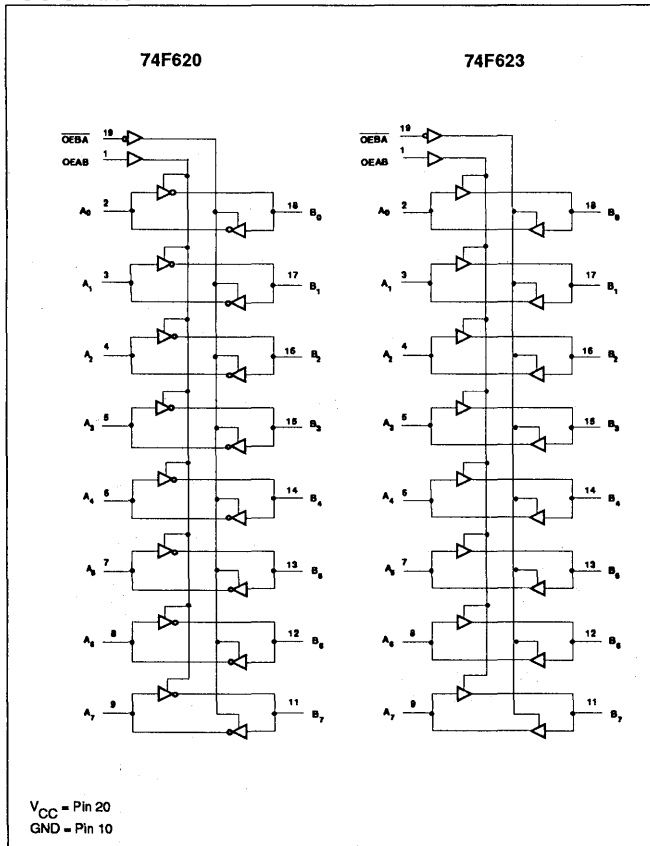 74F620
74F623
OEBA 19
OEAB 1
A0 2 18 B0
A1 3 17 B1
A2 4 16 B2
A3 5 15 B3
A4 6 14 B4
A5 7 13 B5
A6 8 12 B6
A7 9 11 B7
OEBA 19
OEAB 1
A0 2 18 B0
A1 3 17 B1
A2 4 16 B2
A3 5 15 B3
A4 6 14 B4
A5 7 13 B5
A6 8 12 B6
A7 9 11 B7
VCC = Pin 20
GND = Pin 10